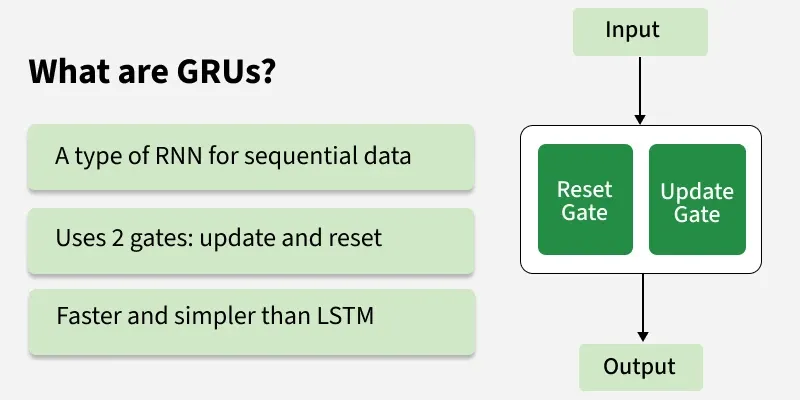 What are GRUs?
A type of RNN for sequential data
Uses 2 gates: update and reset
Faster and simpler than LSTM
Input
Reset
Gate
Update
Gate
Output